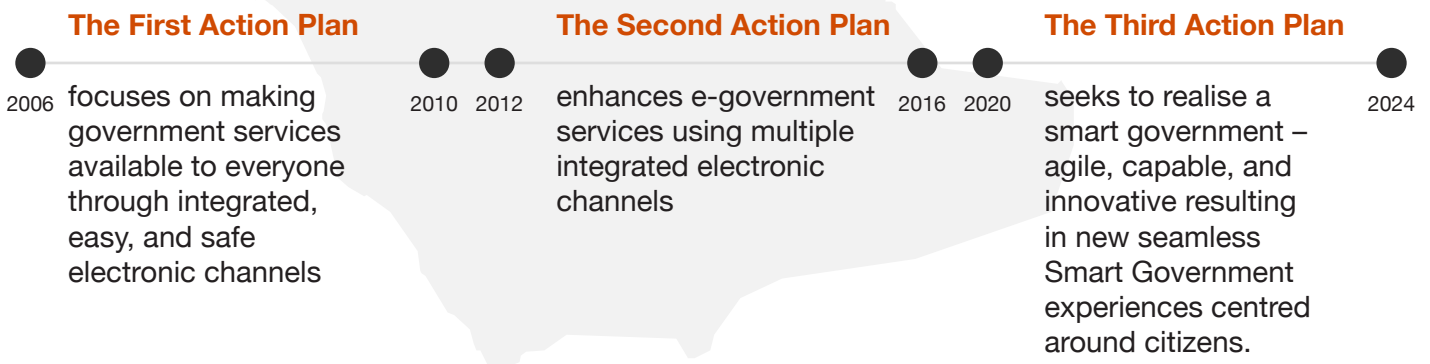 The First Action Plan
2006
2010
focuses on making
government services
available to everyone
through integrated,
easy, and safe
electronic channels
The Second Action Plan
2012
2016
enhances e-government
services using multiple
integrated electronic
channels
The Third Action Plan
2020
2024
seeks to realise a
smart government –
agile, capable, and
innovative resulting
in new seamless
Smart Government
experiences centred
around citizens.